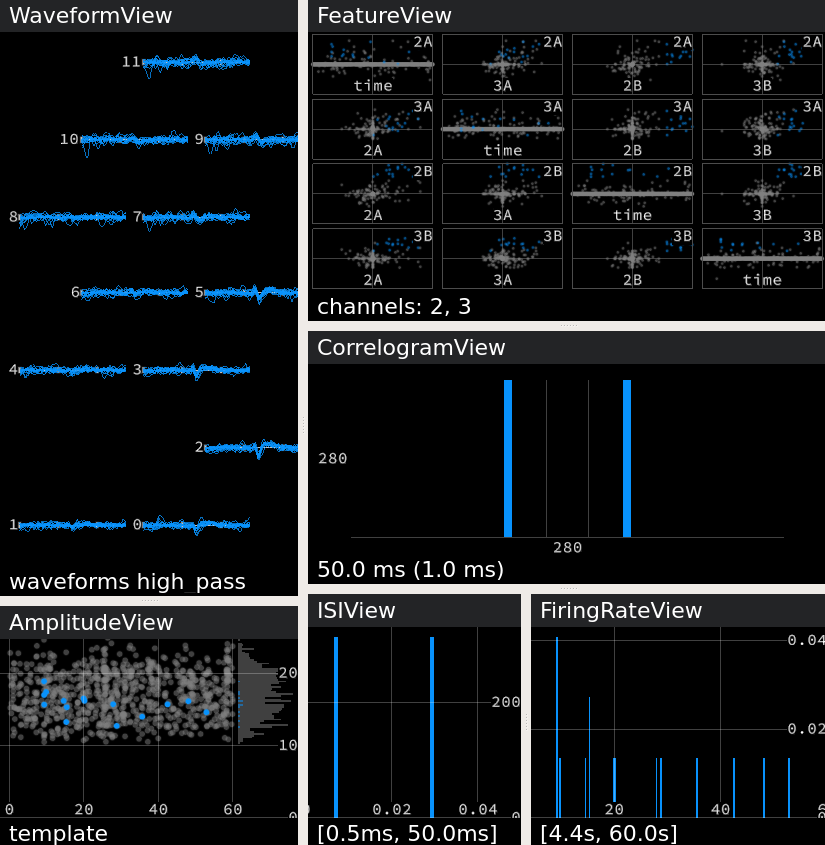 WaveformView
11
10 9
8 7
6 5
4 3
2
1 0
waveforms high_pass
AmplitudeView
20
10
0 20 40 60 0
template
FeatureView
2A 2A 2A 2A
time 3A 2B 3B
3A 3A 3A 3A
2A time 2B 3B
2B 2B 2B 2B
2A 3A time 3B
3B 3B 3B 3B
2A 3A 2B time
channels: 2, 3
CorrelogramView
280
280
50.0 ms (1.0 ms)
ISIView
200
0.02 0.04
[0.5ms, 50.0ms]
FiringRateView
0.04
0.02
20 40
[4.4s, 60.0s]